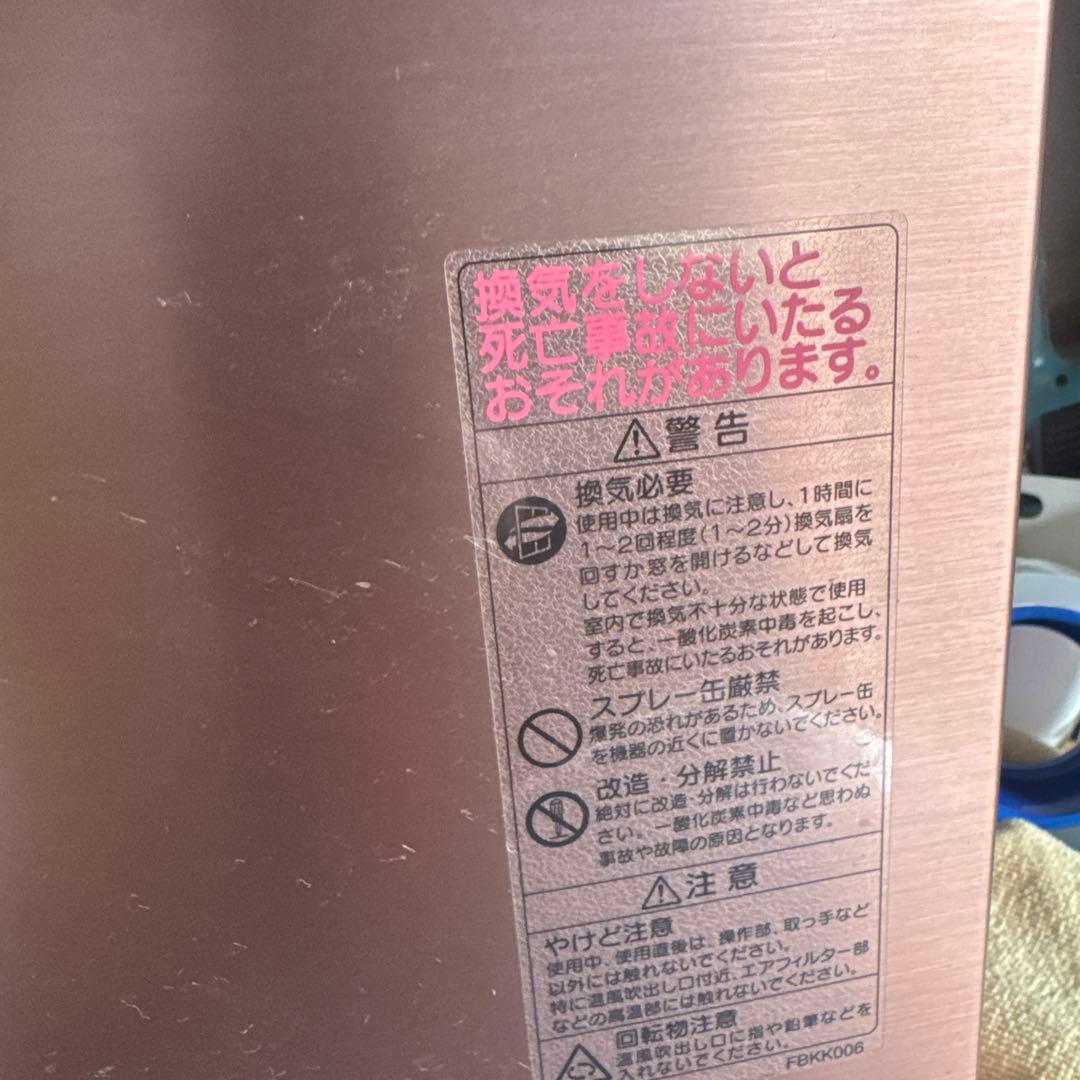 換気をしないと
死亡事故にいたる
おそれがあります。
警告
換気必要
使用中は換気に注意し、1時間に
1～2回程度(1～2分)換気扇を
回すか窓を開けるなどして換気
してください。
室内で換気不十分な状態で使用
すると、一酸化炭素中毒を起こし、
死亡事故にいたるおそれがあります。
スプレー缶厳禁
爆発の恐れがあるため、スプレー缶
を機器の近くに置かないでください。
改造・分解禁止
絶対に改造・分解は行わないでくだ
さい。一酸化炭素中毒など思わぬ
事故や故障の原因となります。
注意
やけど注意
使用中、使用直後は、操作部、取っ手など
以外には触れないでください。
特に温風吹出し口付近、エアフィルター部
などの高温部には触れないでください。
回転物注意
温風吹出し口に指や鉛筆などを
入れないでください。
FBKK006